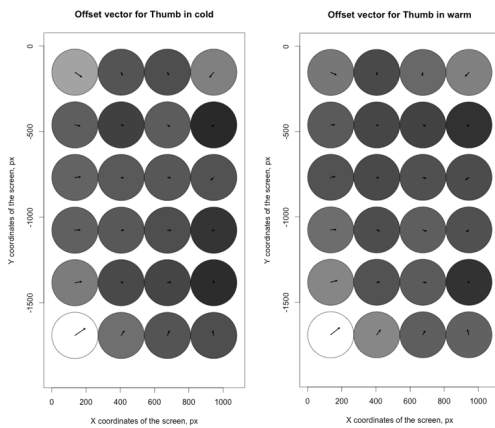 Offset vector for Thumb in cold
Y coordinates of the screen, px
0
-500
-1000
-1500
0 200 400 600 800 1000
X coordinates of the screen, px
Offset vector for Thumb in warm
Y coordinates of the screen, px
0
-500
-1000
-1500
0 200 400 600 800 1000
X coordinates of the screen, px